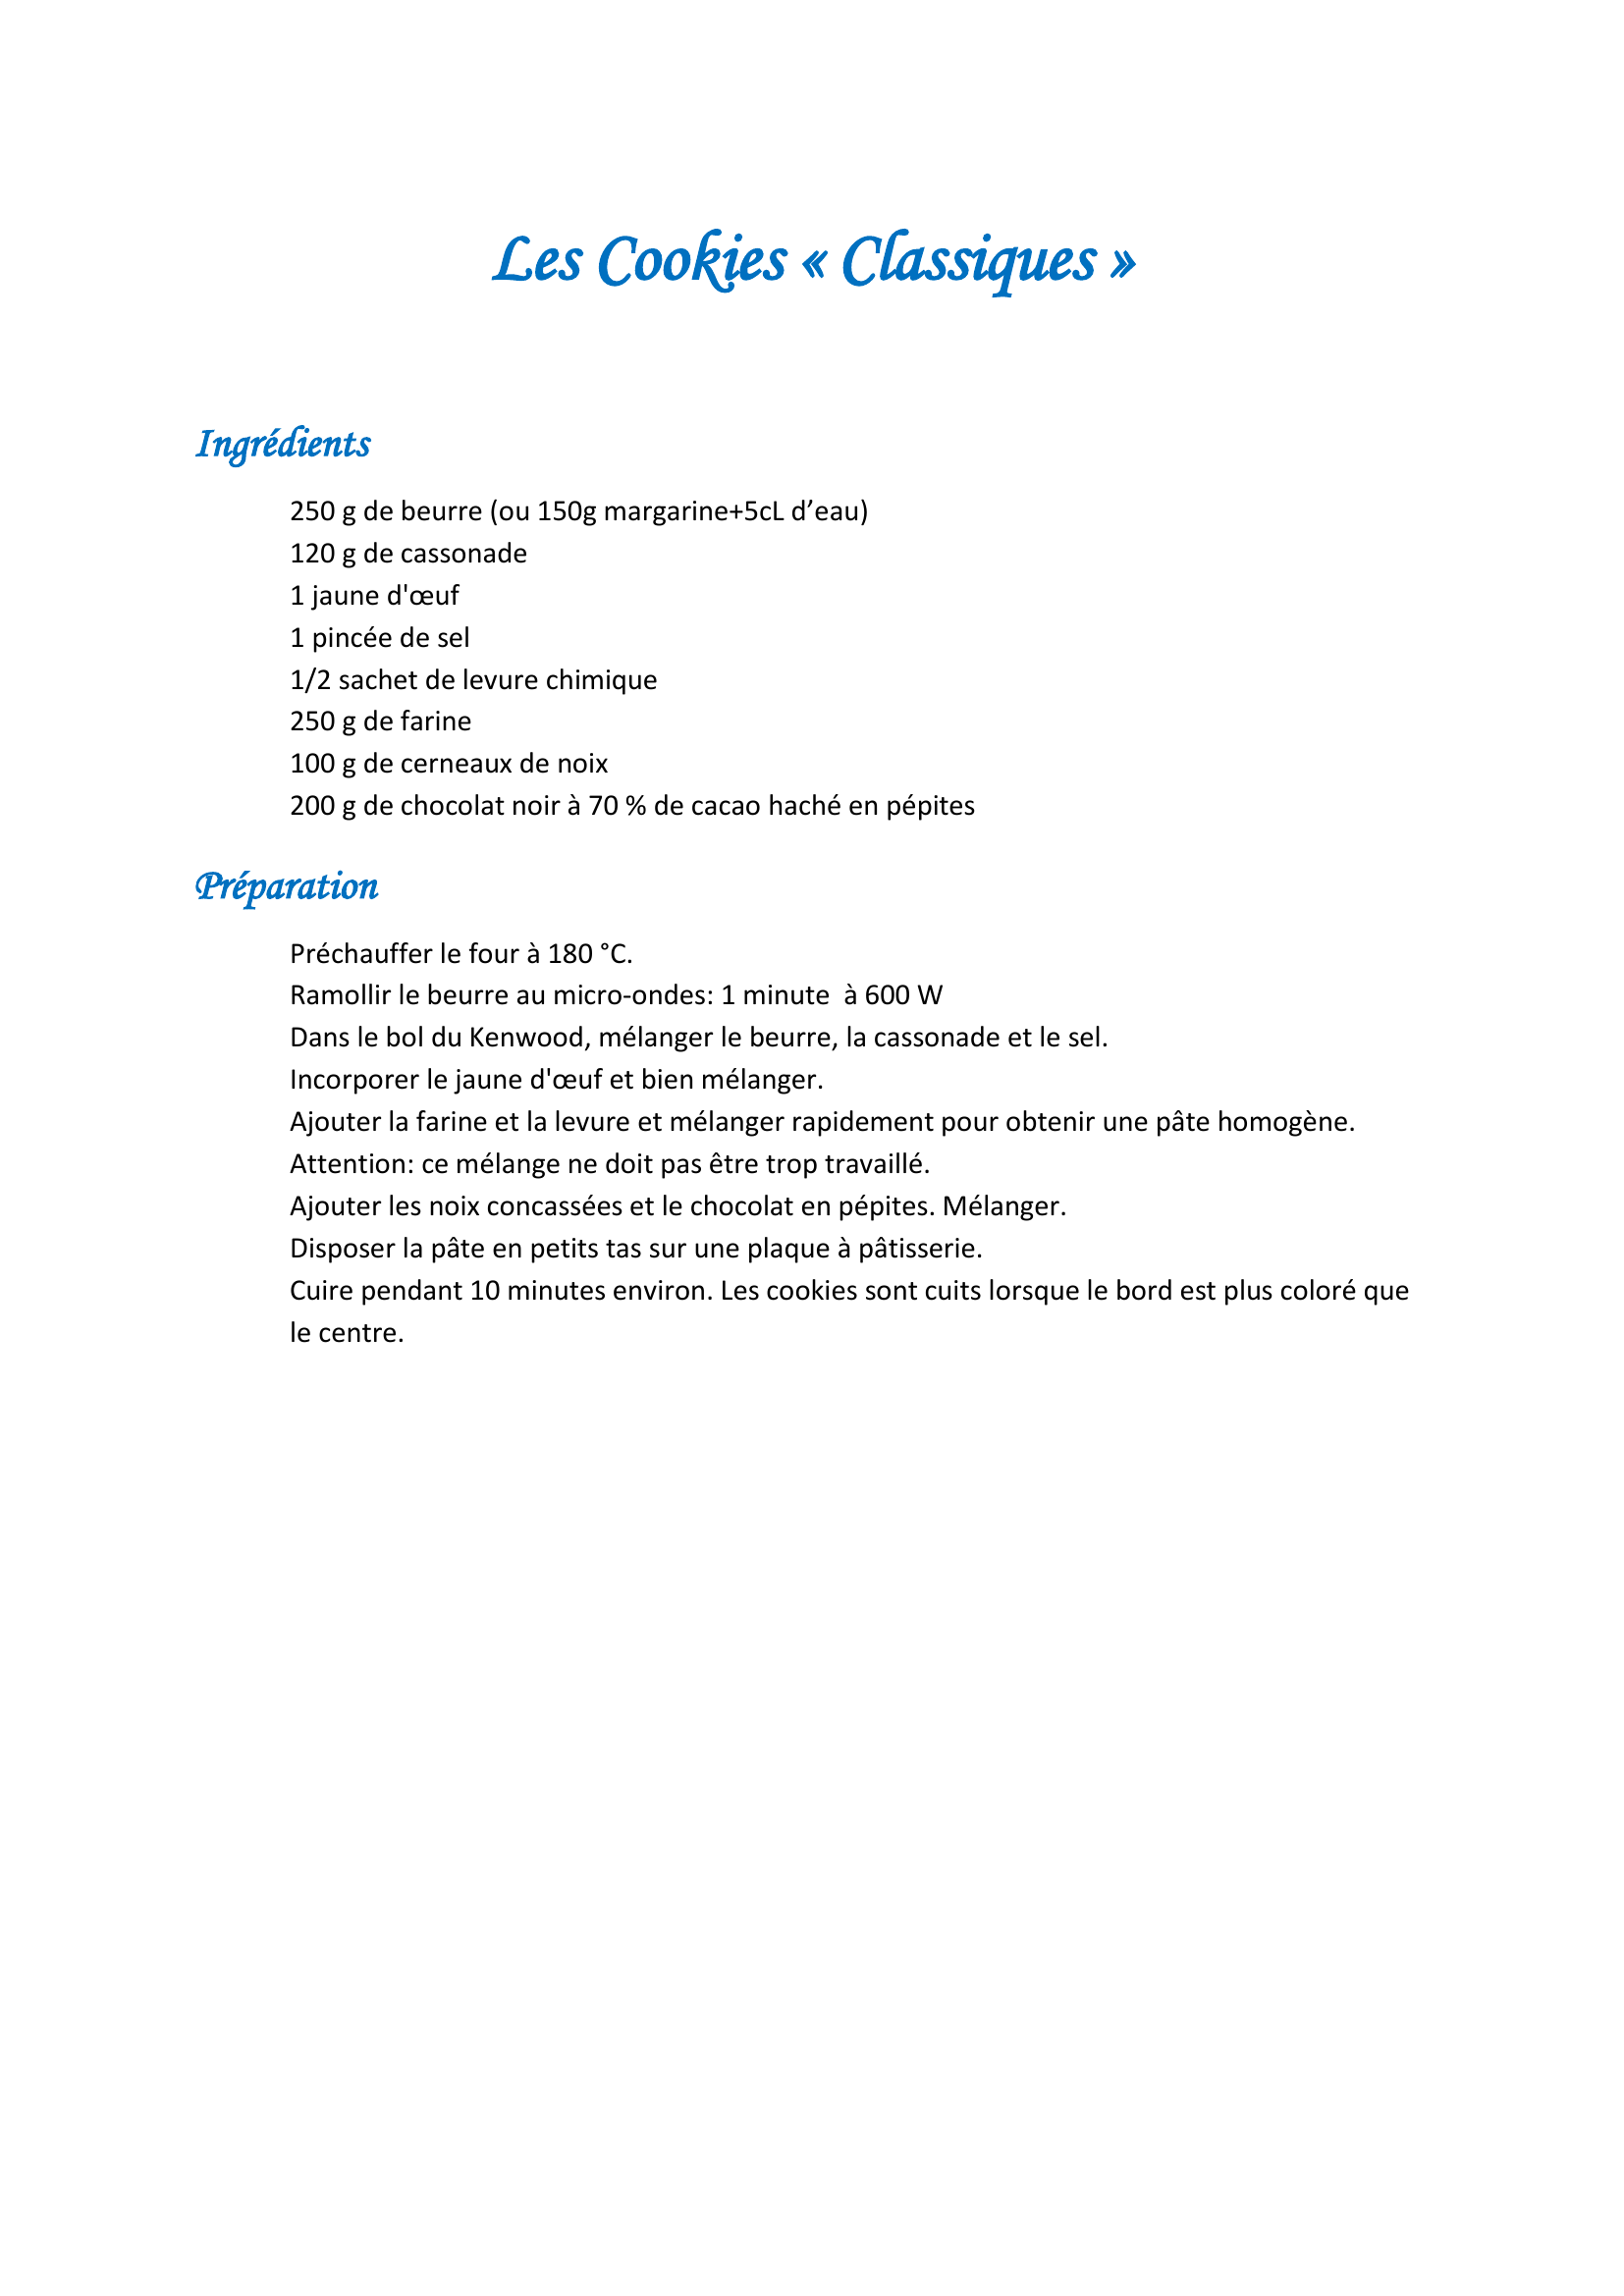 Les Cookies « Classiques »
Ingrédients
250 g de beurre (ou 150g margarine+5cL d’eau)
120 g de cassonade
1 jaune d'œuf
1 pincée de sel
1/2 sachet de levure chimique
250 g de farine
100 g de cerneaux de noix
200 g de chocolat noir à 70 % de cacao haché en pépites
Préparation
Préchauffer le four à 180 °C.
Ramollir le beurre au micro-ondes: 1 minute  à 600 W
Dans le bol du Kenwood, mélanger le beurre, la cassonade et le sel.
Incorporer le jaune d'œuf et bien mélanger.
Ajouter la farine et la levure et mélanger rapidement pour obtenir une pâte homogène.
Attention: ce mélange ne doit pas être trop travaillé.
Ajouter les noix concassées et le chocolat en pépites. Mélanger.
Disposer la pâte en petits tas sur une plaque à pâtisserie.
Cuire pendant 10 minutes environ. Les cookies sont cuits lorsque le bord est plus coloré que
le centre.